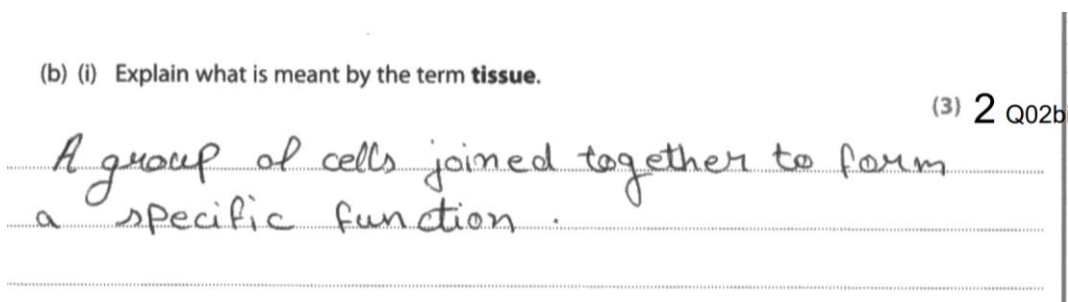 (b) (i) Explain what is meant by the term tissue.
(3) 2 Q02b
A group of cells joined together to form
a specific function.